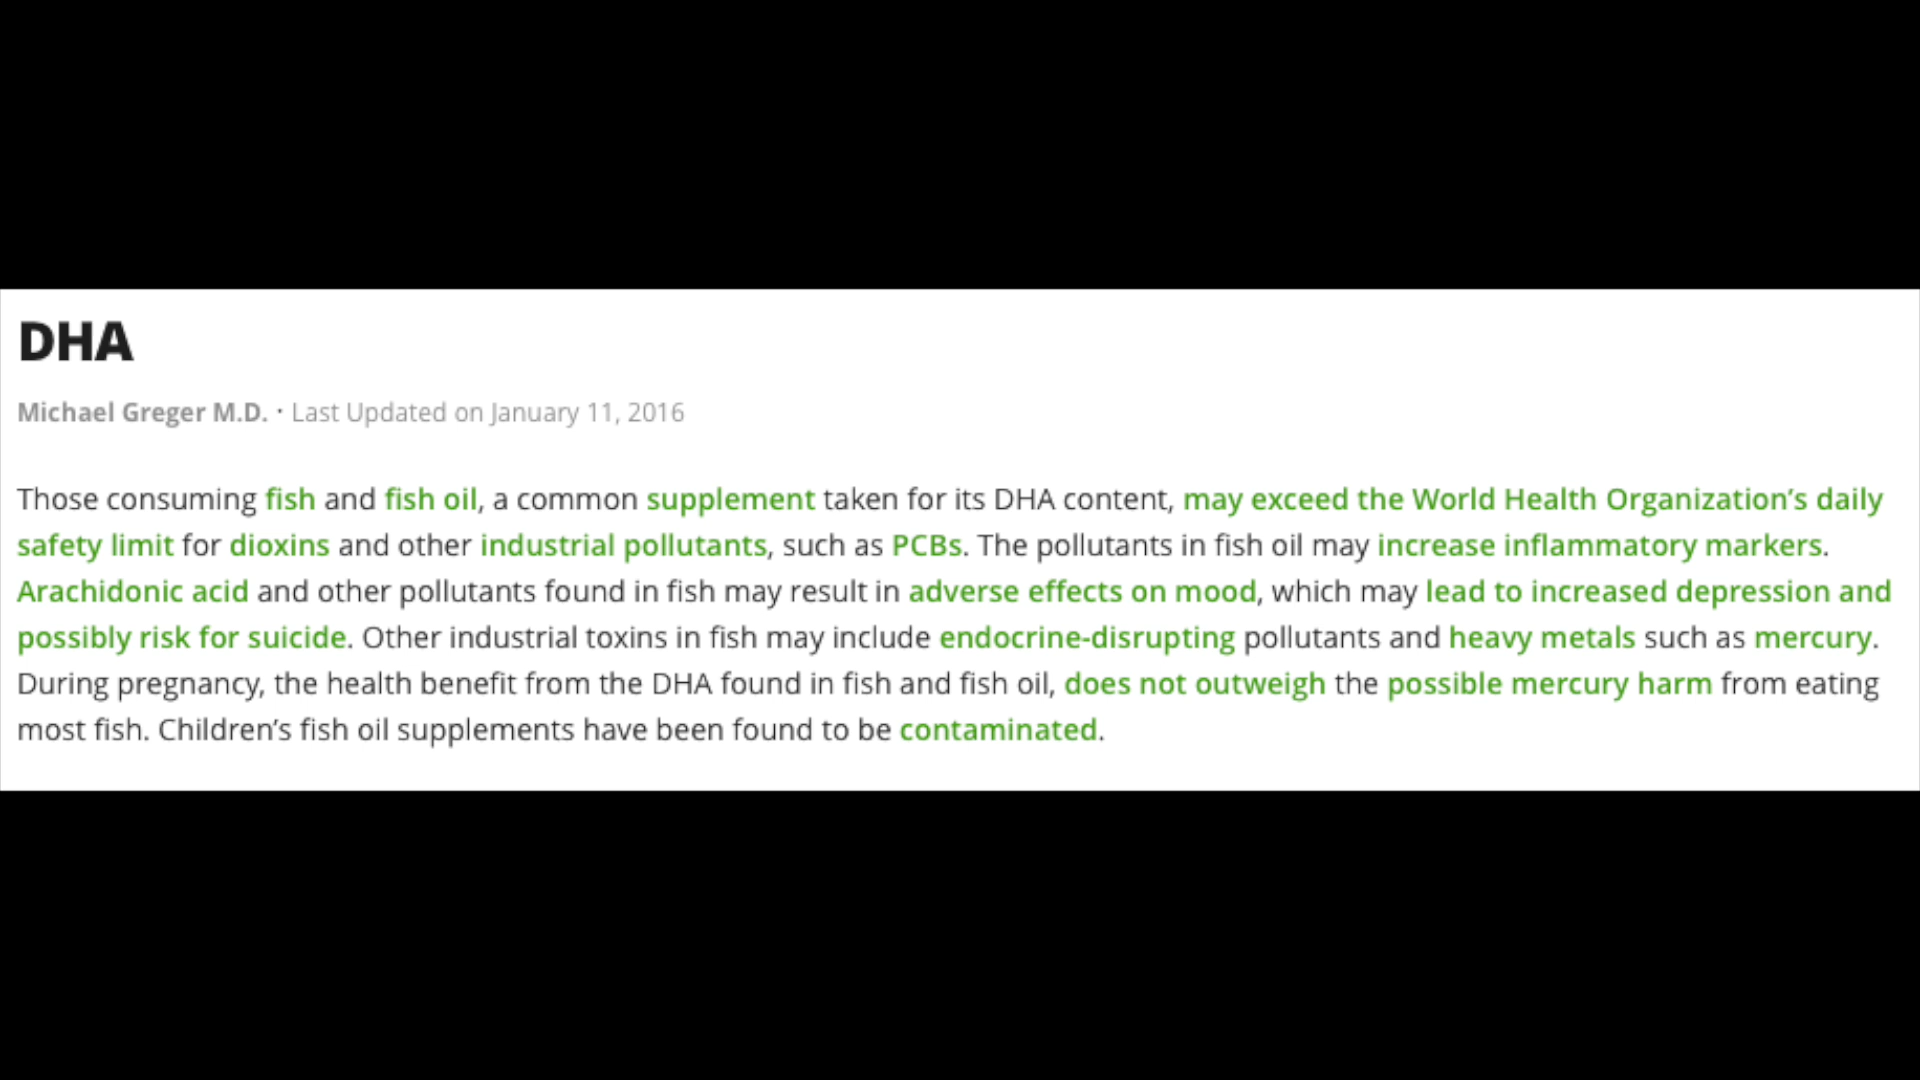 DHA
Michael Greger M.D. · Last Updated on January 11, 2016
Those consuming fish and fish oil, a common supplement taken for its DHA content, may exceed the World Health Organization’s daily
safety limit for dioxins and other industrial pollutants, such as PCBs. The pollutants in fish oil may increase inflammatory markers.
Arachidonic acid and other pollutants found in fish may result in adverse effects on mood, which may lead to increased depression and
possibly risk for suicide. Other industrial toxins in fish may include endocrine-disrupting pollutants and heavy metals such as mercury.
During pregnancy, the health benefit from the DHA found in fish and fish oil, does not outweigh the possible mercury harm from eating
most fish. Children’s fish oil supplements have been found to be contaminated.